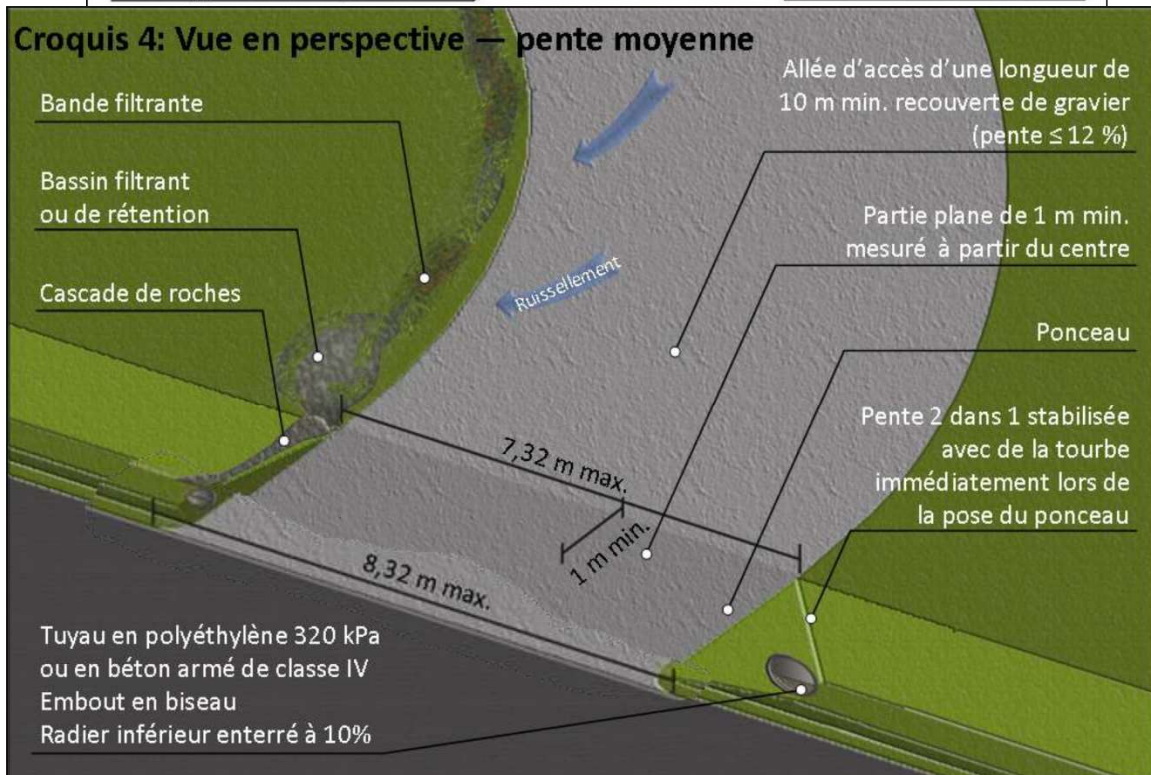 Croquis 4: Vue en perspective — pente moyenne
Bande filtrante
Bassin filtrant
ou de rétention
Cascade de roches
Allée d'accès d'une longueur de
10 m min. recouverte de gravier
(pente ≤ 12 %)
Partie plane de 1 m min.
mesuré à partir du centre
Ponceau
Pente 2 dans 1 stabilisée
avec de la tourbe
immédiatement lors de
la pose du ponceau
Ruissellement
7,32 m max.
1 m min.
8,32 m max.
Tuyau en polyéthylène 320 kPa
ou en béton armé de classe IV
Embout en biseau
Radier inférieur enterré à 10%